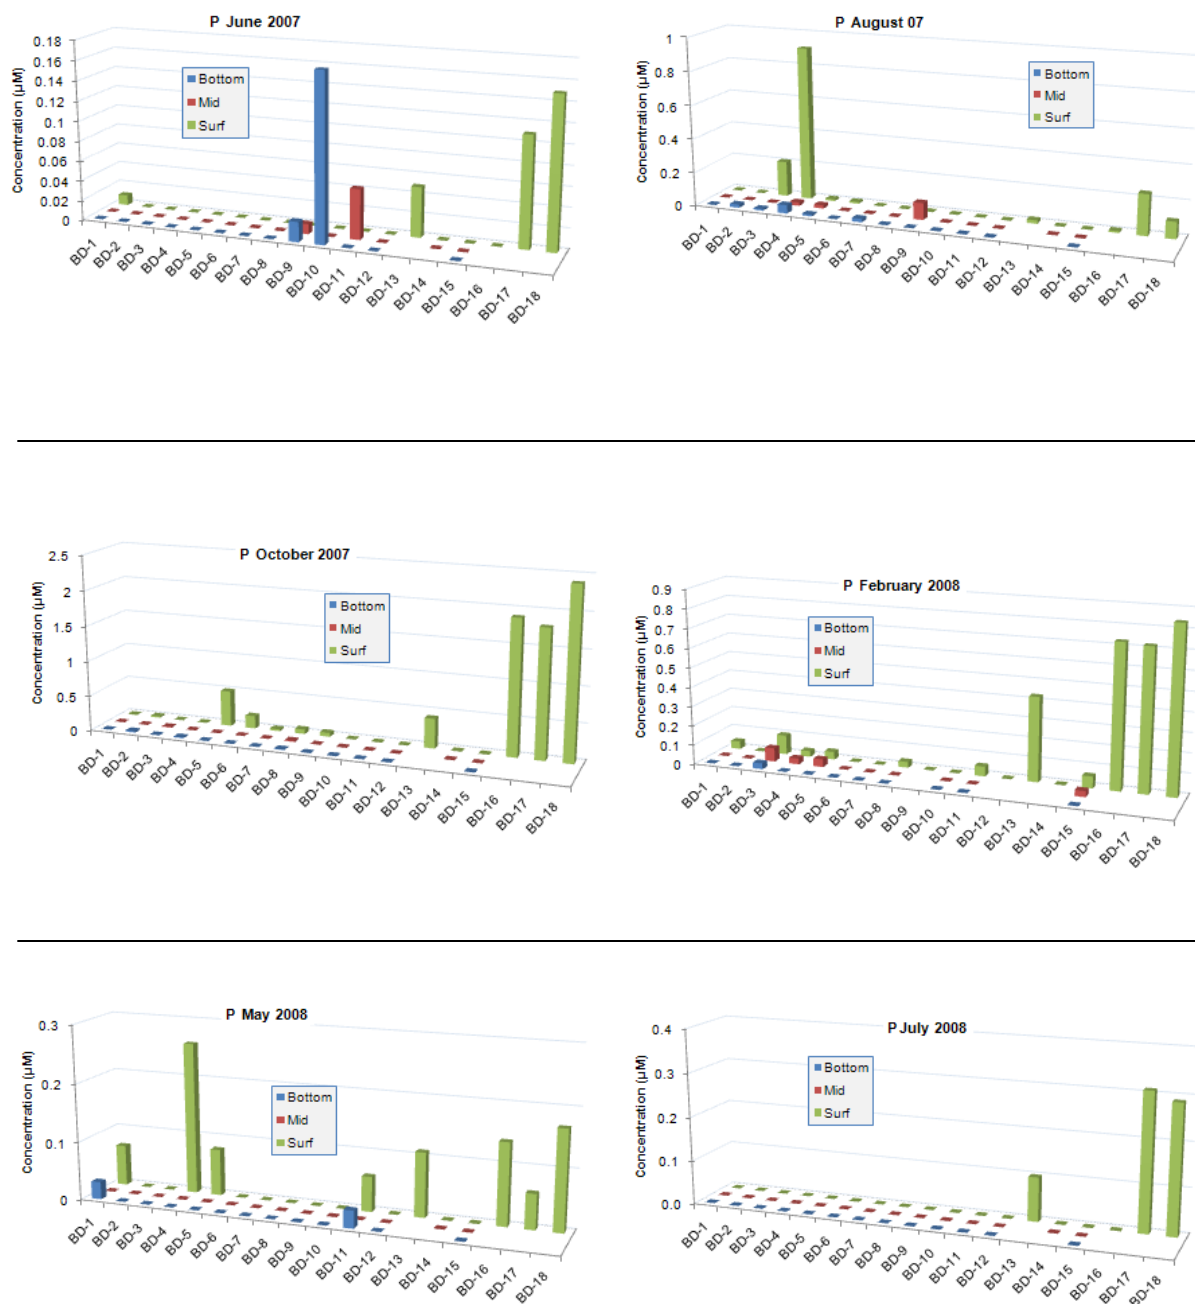 P June 2007
Concentration (µM)
0.18
0.16
0.14
0.12
0.1
0.08
0.06
0.04
0.02
0
Bottom
Mid
Surf
BD-1
BD-2
BD-3
BD-4
BD-5
BD-6
BD-7
BD-8
BD-9
BD-10
BD-11
BD-12
BD-13
BD-14
BD-15
BD-16
BD-17
BD-18
P August 07
Concentration (µM)
1
0.8
0.6
0.4
0.2
0
Bottom
Mid
Surf
BD-1
BD-2
BD-3
BD-4
BD-5
BD-6
BD-7
BD-8
BD-9
BD-10
BD-11
BD-12
BD-13
BD-14
BD-15
BD-16
BD-17
BD-18
P October 2007
Concentration (µM)
2.5
2
1.5
1
0.5
0
Bottom
Mid
Surf
BD-1
BD-2
BD-3
BD-4
BD-5
BD-6
BD-7
BD-8
BD-9
BD-10
BD-11
BD-12
BD-13
BD-14
BD-15
BD-16
BD-17
BD-18
P February 2008
Concentration (µM)
0.9
0.8
0.7
0.6
0.5
0.4
0.3
0.2
0.1
0
Bottom
Mid
Surf
BD-1
BD-2
BD-3
BD-4
BD-5
BD-6
BD-7
BD-8
BD-9
BD-10
BD-11
BD-12
BD-13
BD-14
BD-15
BD-16
BD-17
BD-18
P May 2008
Concentration (µM)
0.3
0.2
0.1
0
Bottom
Mid
Surf
BD-1
BD-2
BD-3
BD-4
BD-5
BD-6
BD-7
BD-8
BD-9
BD-10
BD-11
BD-12
BD-13
BD-14
BD-15
BD-16
BD-17
BD-18
P July 2008
Concentration (µM)
0.4
0.3
0.2
0.1
0.0
Bottom
Mid
Surf
BD-1
BD-2
BD-3
BD-4
BD-5
BD-6
BD-7
BD-8
BD-9
BD-10
BD-11
BD-12
BD-13
BD-14
BD-15
BD-16
BD-17
BD-18